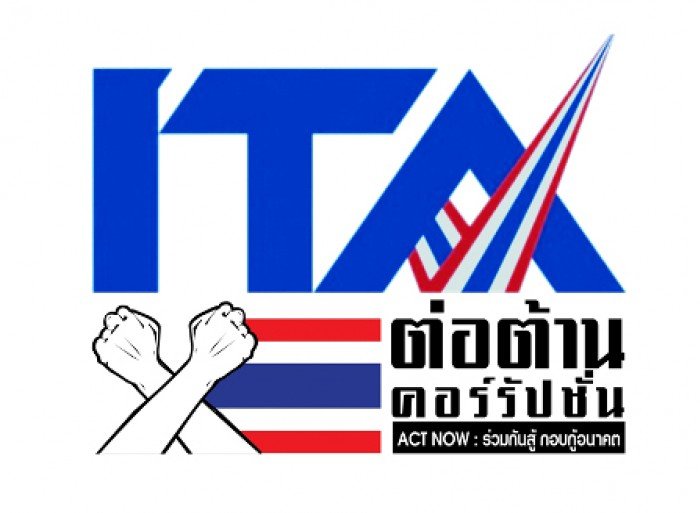 ITA
ต่อต้าน
คอร์รัปชั่น
ACT NOW : ร่วมกันสู้ กอบกู้อนาคต